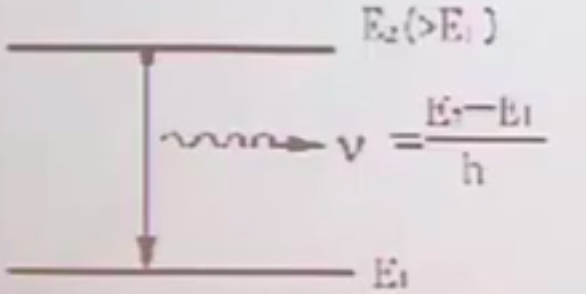 E₂(>E₁)
ν = E₂−E₁
h
E₁